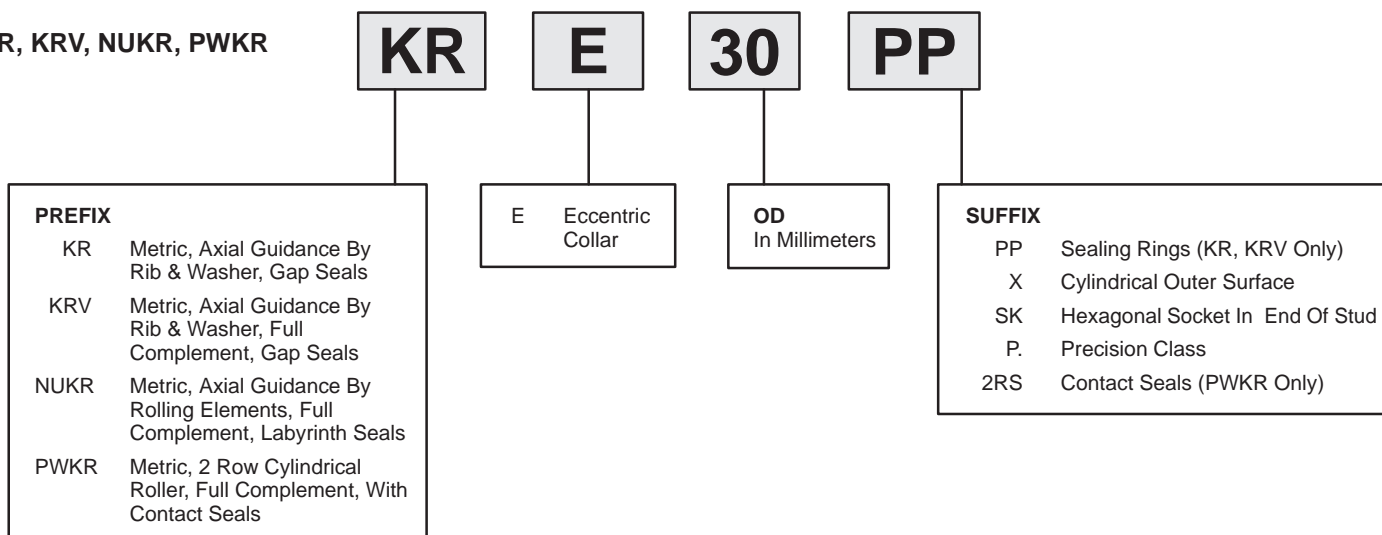 R, KRV, NUKR, PWKR
KR E 30 PP
PREFIX
KR Metric, Axial Guidance By
Rib & Washer, Gap Seals
KRV Metric, Axial Guidance By
Rib & Washer, Full
Complement, Gap Seals
NUKR Metric, Axial Guidance By
Rolling Elements, Full
Complement, Labyrinth Seals
PWKR Metric, 2 Row Cylindrical
Roller, Full Complement, With
Contact Seals
E Eccentric
Collar
OD
In Millimeters
SUFFIX
PP Sealing Rings (KR, KRV Only)
X Cylindrical Outer Surface
SK Hexagonal Socket In End Of Stud
P. Precision Class
2RS Contact Seals (PWKR Only)